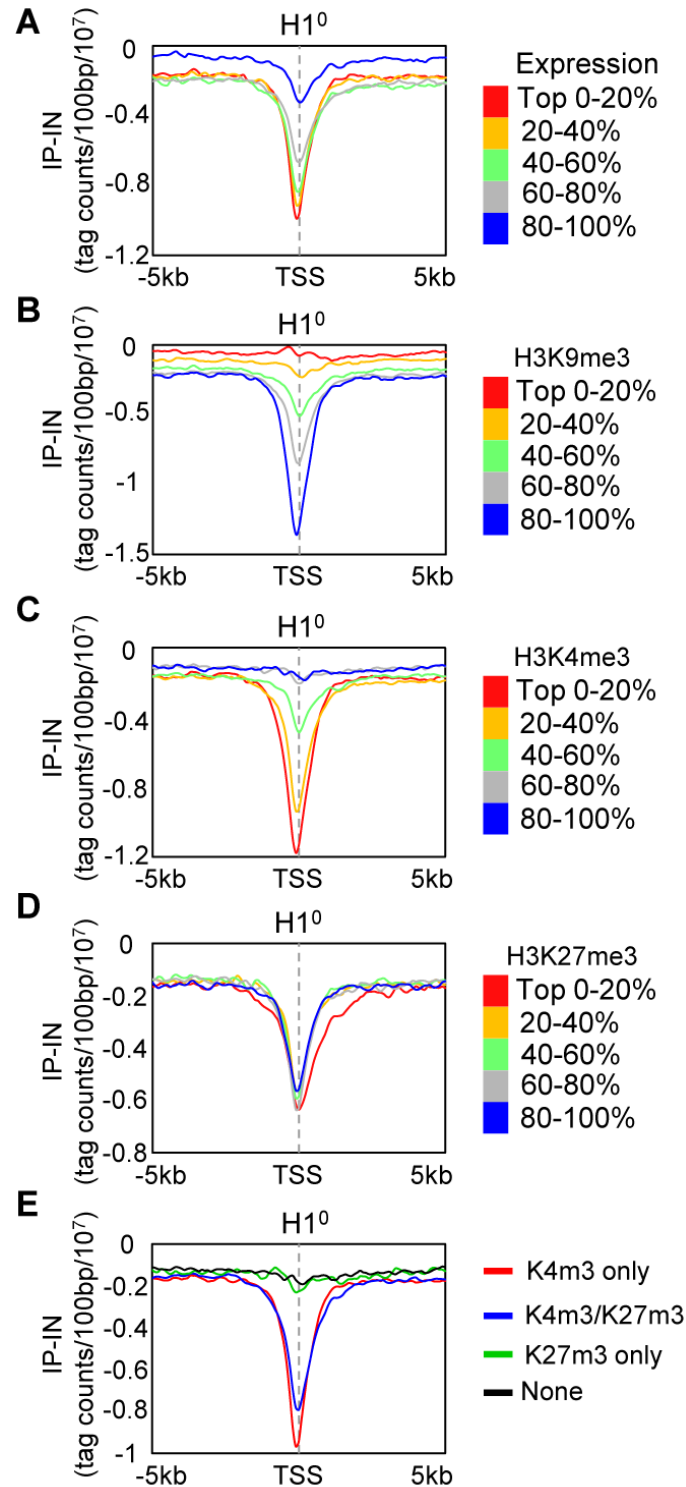 A
H1⁰
0
-0.4
-0.8
-1.2
IP-IN
(tag counts/100bp/10⁷)
-5kb TSS 5kb
Expression
Top 0-20%
20-40%
40-60%
60-80%
80-100%
B
H1⁰
0
-0.5
-1
-1.5
IP-IN
(tag counts/100bp/10⁷)
-5kb TSS 5kb
H3K9me3
Top 0-20%
20-40%
40-60%
60-80%
80-100%
C
H1⁰
0
-0.4
-0.8
-1.2
IP-IN
(tag counts/100bp/10⁷)
-5kb TSS 5kb
H3K4me3
Top 0-20%
20-40%
40-60%
60-80%
80-100%
D
H1⁰
0
-0.2
-0.4
-0.6
-0.8
IP-IN
(tag counts/100bp/10⁷)
-5kb TSS 5kb
H3K27me3
Top 0-20%
20-40%
40-60%
60-80%
80-100%
E
H1⁰
0
-0.2
-0.4
-0.6
-0.8
-1
IP-IN
(tag counts/100bp/10⁷)
-5kb TSS 5kb
K4m3 only
K4m3/K27m3
K27m3 only
None